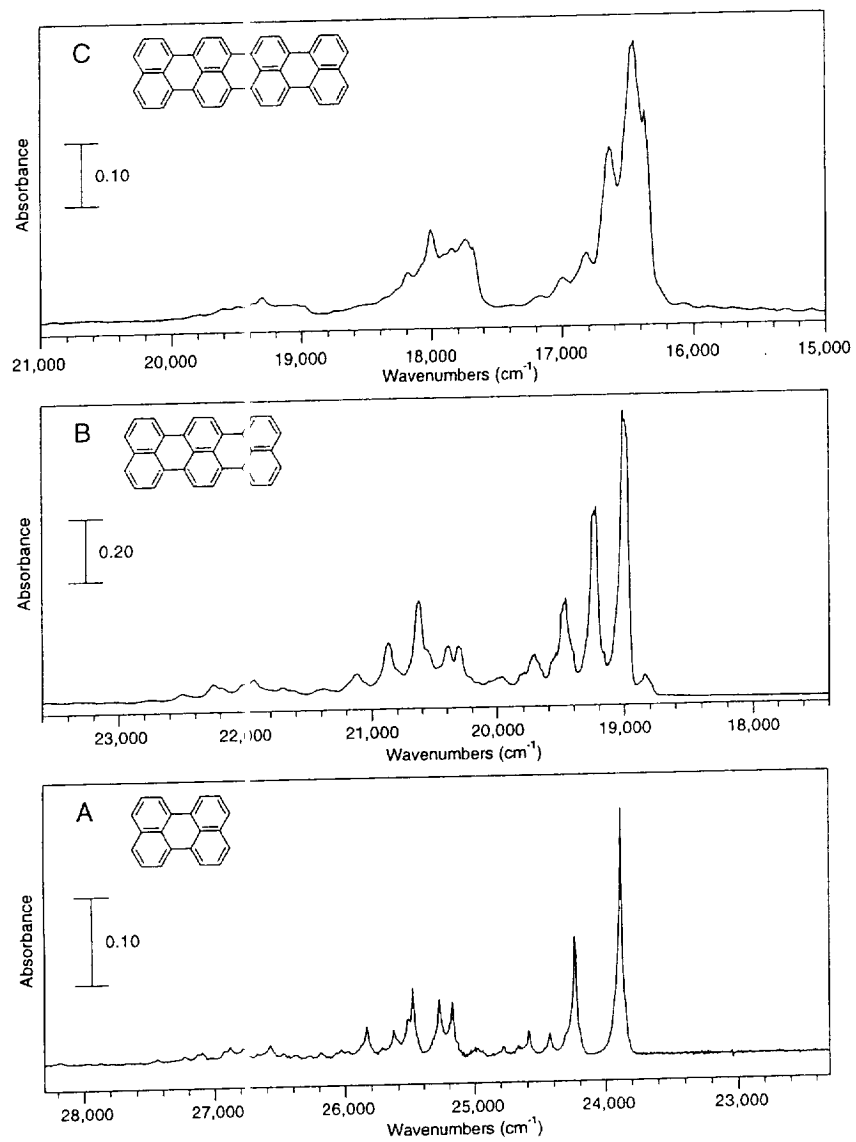 C
Absorbance
0.10
21,000 20,000 19,000 18,000 17,000 16,000 15,000
Wavenumbers (cm-1)
B
Absorbance
0.20
23,000 22,000 21,000 20,000 19,000 18,000
Wavenumbers (cm-1)
A
Absorbance
0.10
28,000 27,000 26,000 25,000 24,000 23,000
Wavenumbers (cm-1)